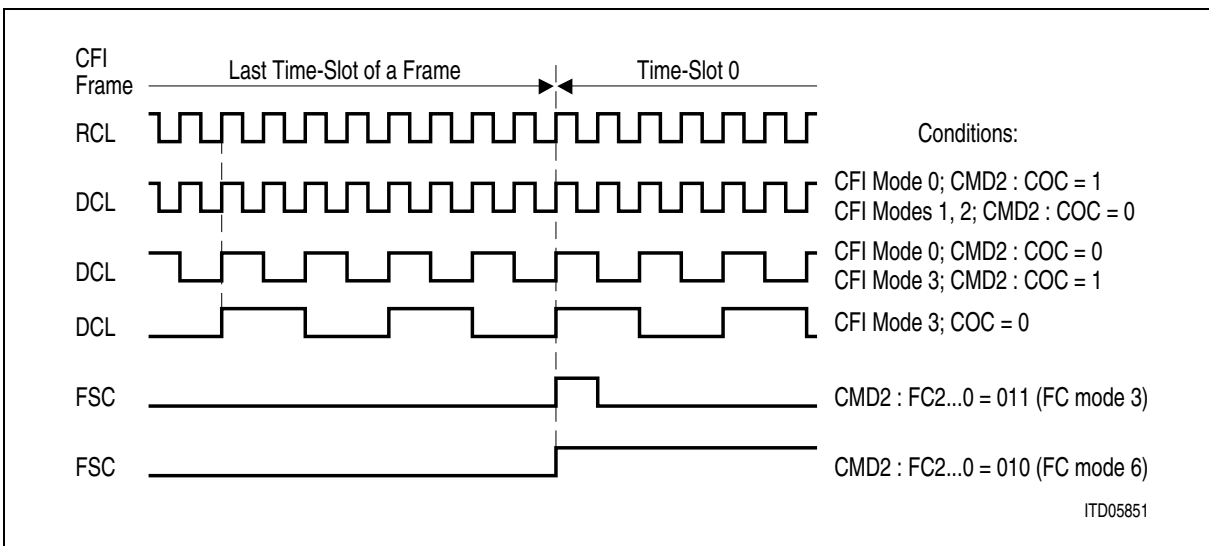 CFI
Frame
Last Time-Slot of a Frame
Time-Slot 0
RCL
Conditions:
DCL
CFI Mode 0; CMD2 : COC = 1
CFI Modes 1, 2; CMD2 : COC = 0
DCL
CFI Mode 0; CMD2 : COC = 0
CFI Mode 3; CMD2 : COC = 1
DCL
CFI Mode 3; COC = 0
FSC
CMD2 : FC2...0 = 011 (FC mode 3)
FSC
CMD2 : FC2...0 = 010 (FC mode 6)
ITD05851